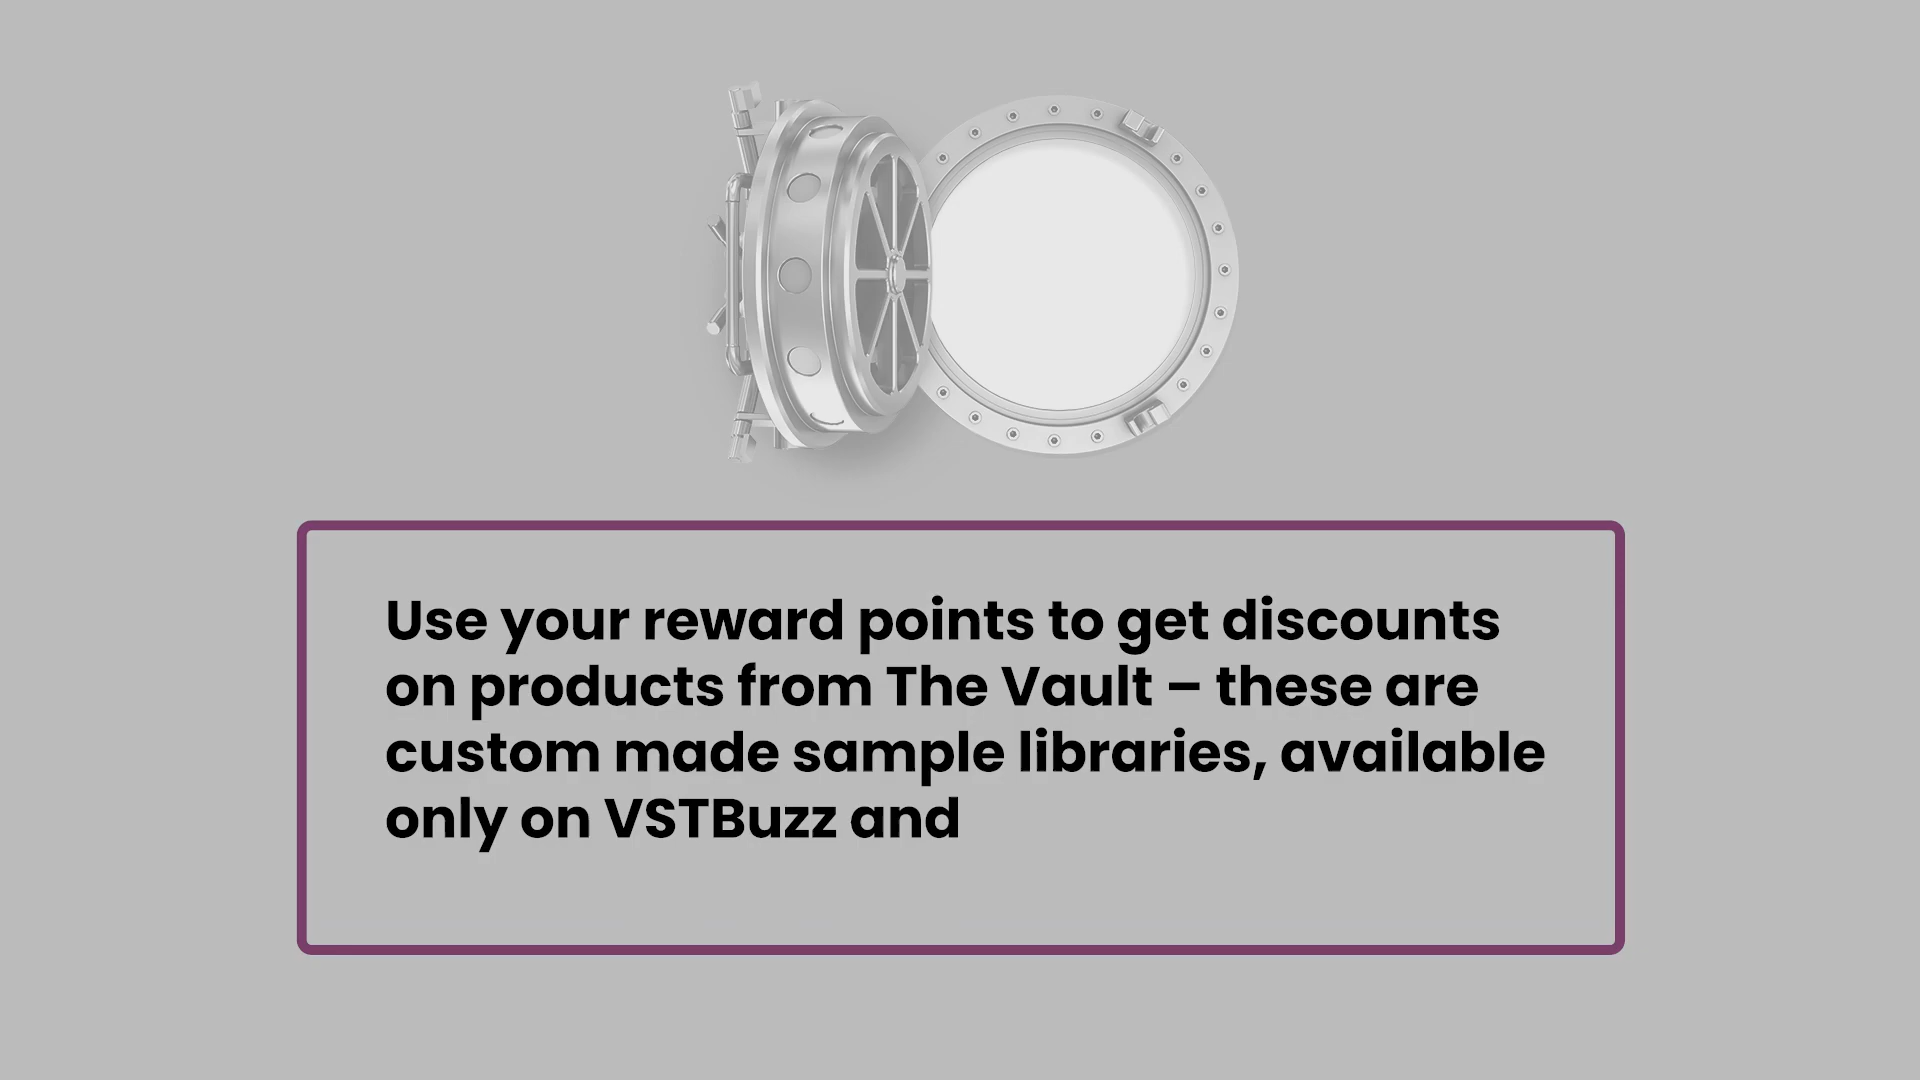 Use your reward points to get discounts
on products from The Vault – these are
custom made sample libraries, available
only on VSTBuzz and